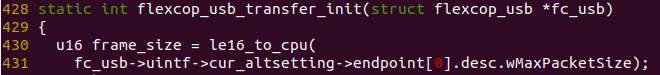 428 static int flexcop_usb_transfer_init(struct flexcop_usb *fc_usb)
429 {
430   u16 frame_size = le16_to_cpu(
431     fc_usb->uintf->cur_altsetting->endpoint[0].desc.wMaxPacketSize);